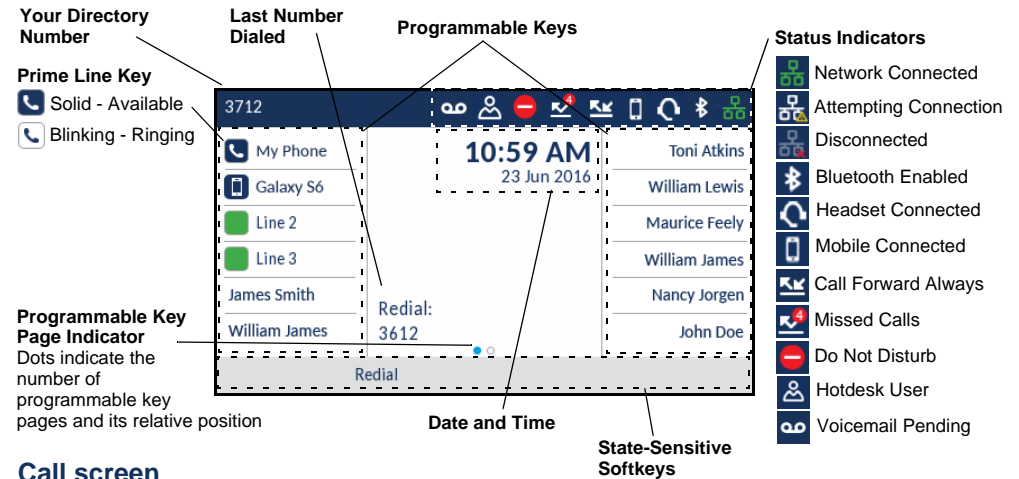 Your Directory
Number
Last Number
Dialed
Programmable Keys
Status Indicators
Prime Line Key
Solid - Available
Blinking - Ringing
3712
4
My Phone
Galaxy S6
Line 2
Line 3
James Smith
William James
10:59 AM
23 Jun 2016
Redial:
3612
Toni Atkins
William Lewis
Maurice Feely
William James
Nancy Jorgen
John Doe
Redial
Network Connected
Attempting Connection
Disconnected
Bluetooth Enabled
Headset Connected
Mobile Connected
Call Forward Always
4
Missed Calls
Do Not Disturb
Hotdesk User
Voicemail Pending
Programmable Key
Page Indicator
Dots indicate the
number of
programmable key
pages and its relative position
Date and Time
State-Sensitive
Softkeys
Call screen